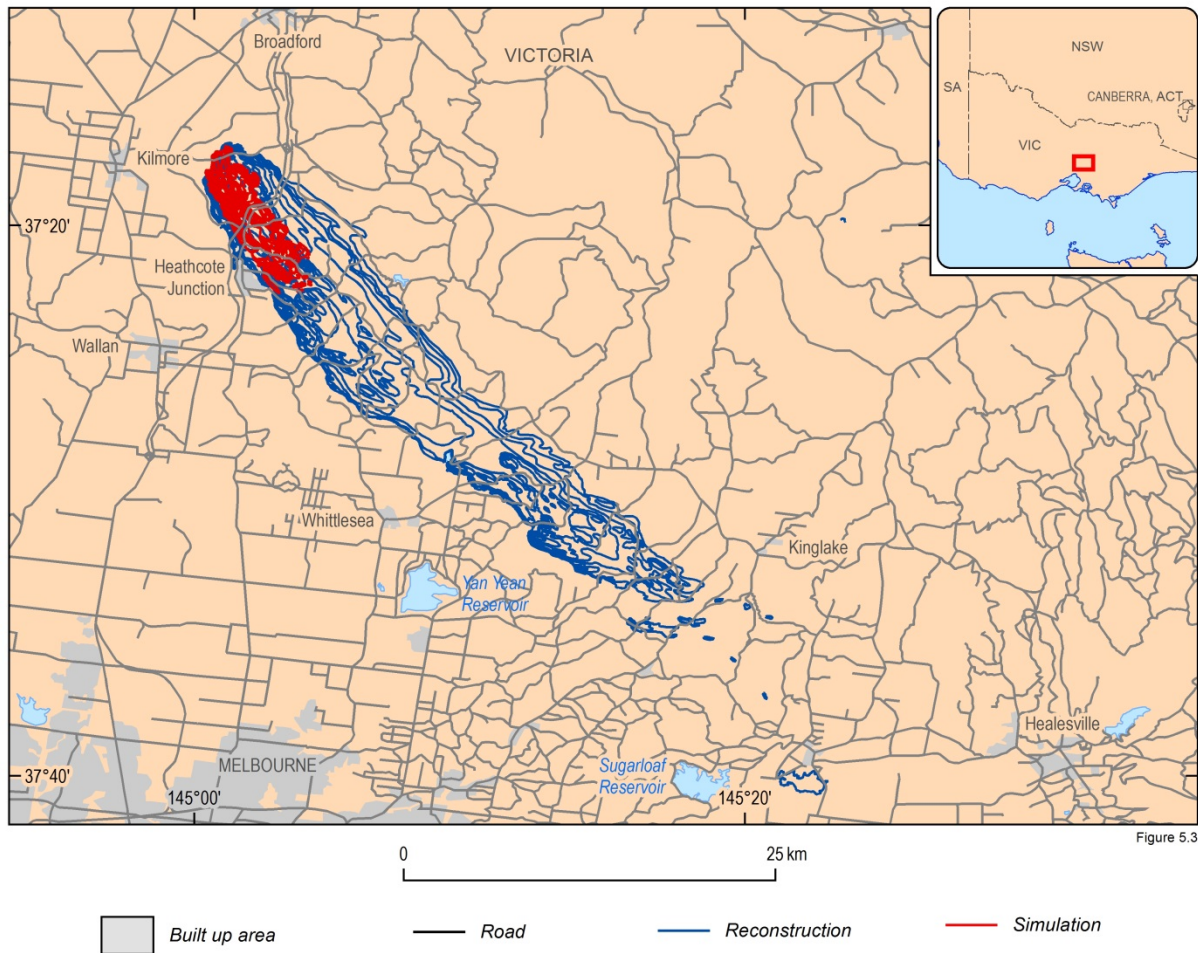 Broadford
VICTORIA
NSW
SA
CANBERRA, ACT
VIC
Kilmore
37°20'
Heathcote
Junction
Wallan
Whittlesea
Kinglake
Yan Yean
Reservoir
Healesville
MELBOURNE
Sugarloaf
Reservoir
37°40'
145°00'
145°20'
Figure 5.3
0
25 km
Built up area
Road
Reconstruction
Simulation